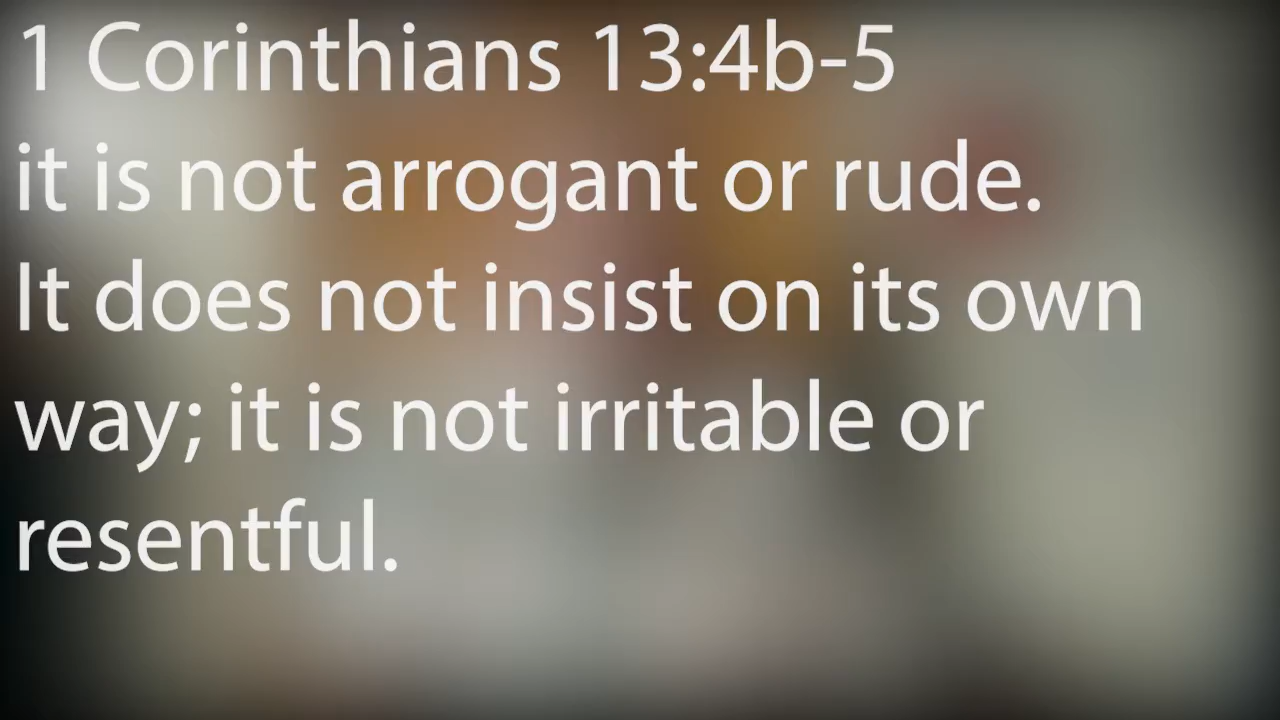 1 Corinthians 13:4b-5
it is not arrogant or rude.
It does not insist on its own
way; it is not irritable or
resentful.